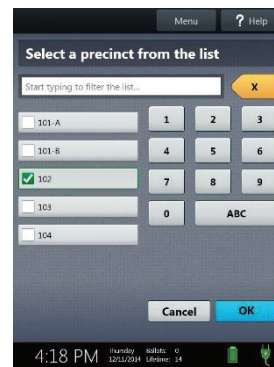 Menu ? Help
Select a precinct from the list
Start typing to filter the list... X
101-A 1 2 3
101-B 4 5 6
102 7 8 9
103 0 ABC
104
Cancel OK
4:18 PM Thursday 12/11/2014 Ballots: 0 Lifetime: 14